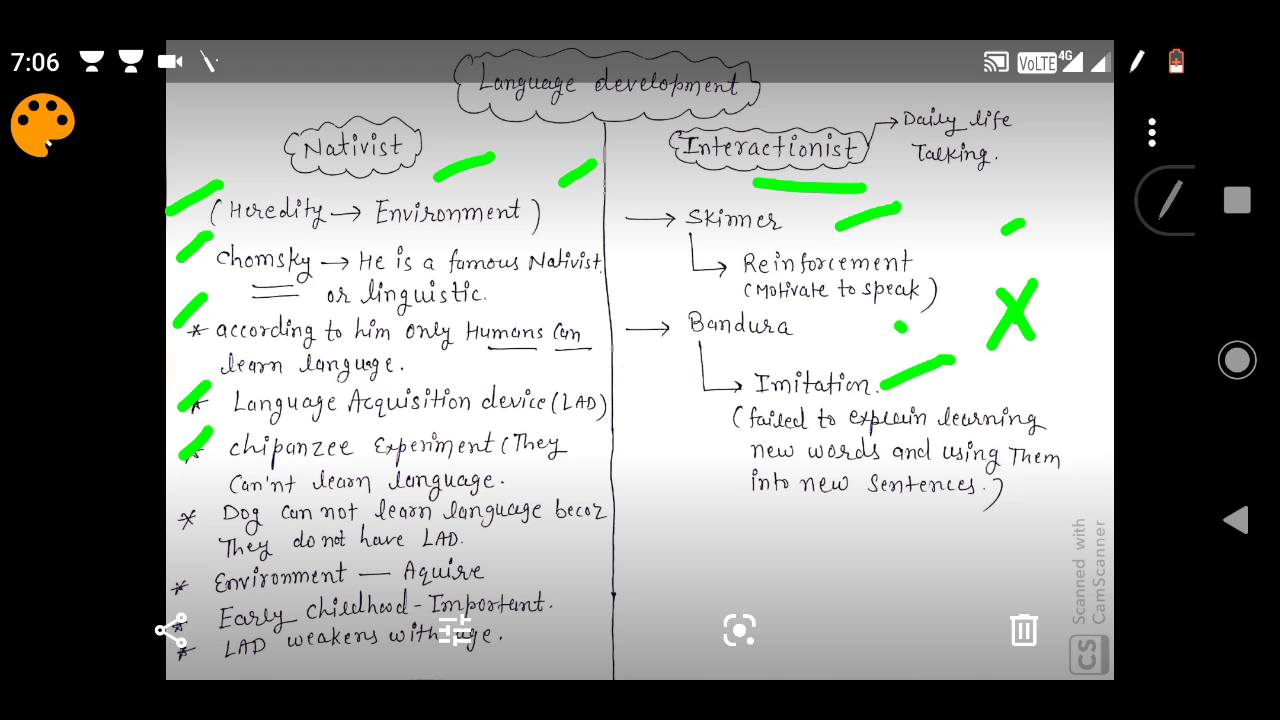 7:06
VoLTE 4G
Language development
Nativist
(Heredity → Environment)
Chomsky → He is a famous Nativist
or linguistic.
* according to him only Humans Can
learn language.
* Language Acquisition device (LAD)
* chipanzee Experiment (They
Can'nt learn language.
* Dog can not learn language becoz
They do not have LAD.
* Environment — Aquire
* Early childhood - Important.
* LAD weakens with age.
Interactionist → Daily life
Talking.
→ Skinner
→ Reinforcement
(Motivate to speak)
→ Bandura
→ Imitation.
(failed to explain learning
new words and using Them
into new sentences.)
Scanned with
CamScanner
CS